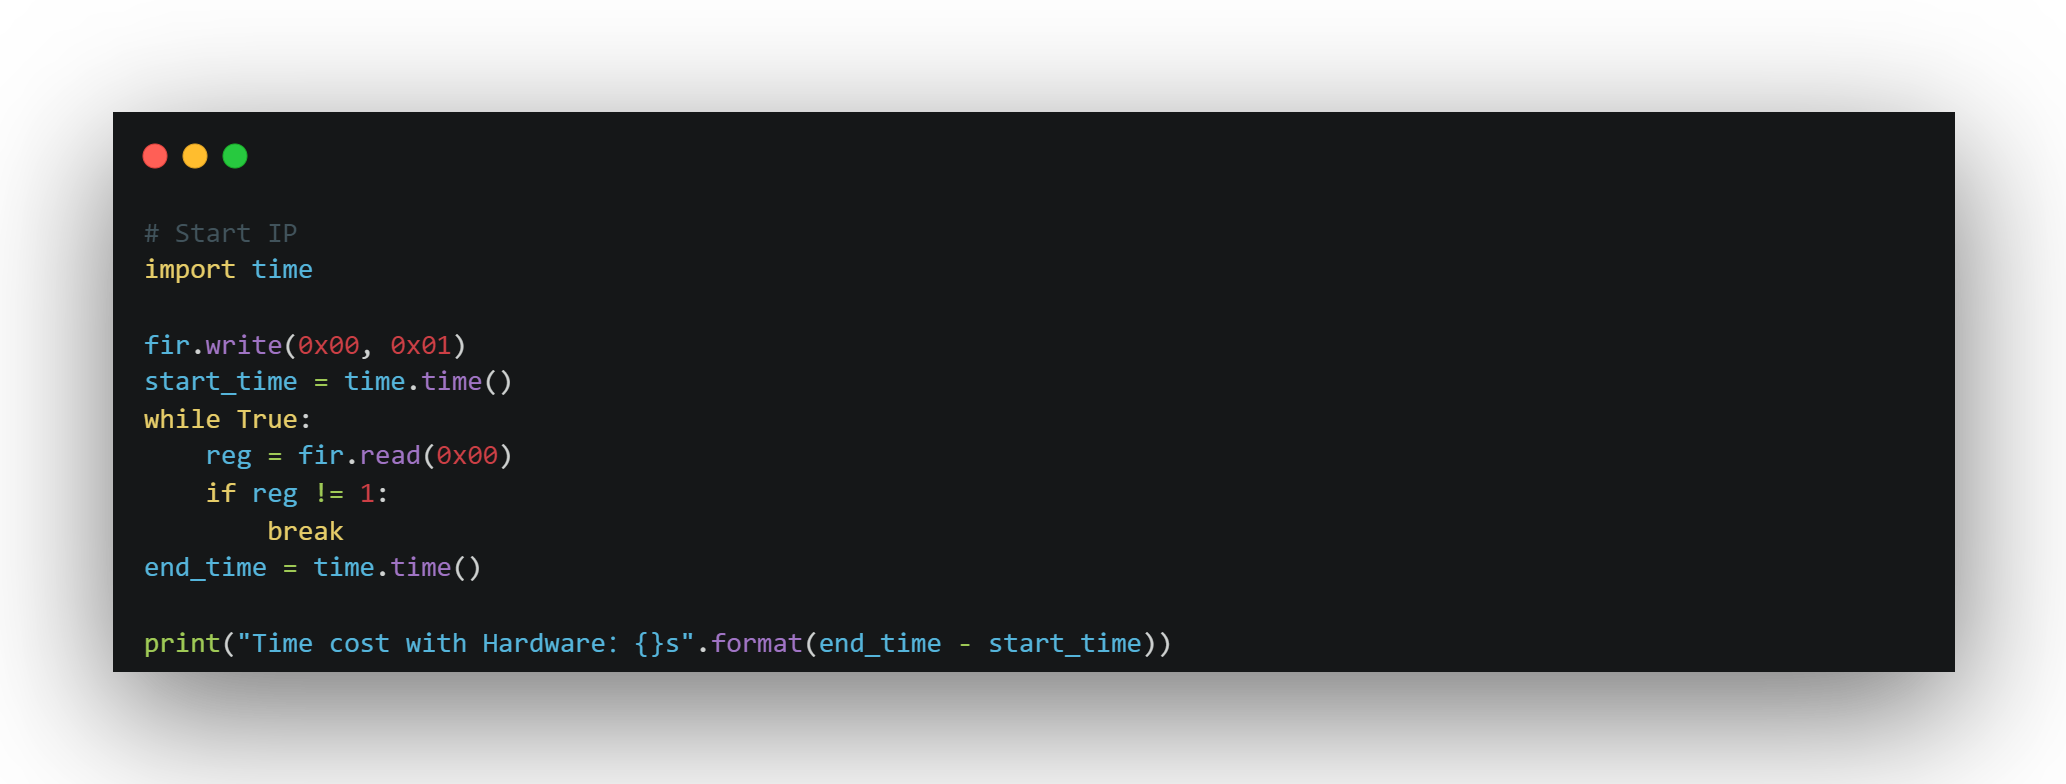 # Start IP
import time
fir.write(0x00, 0x01)
start_time = time.time()
while True:
    reg = fir.read(0x00)
    if reg != 1:
        break
end_time = time.time()
print("Time cost with Hardware: {}s".format(end_time - start_time))